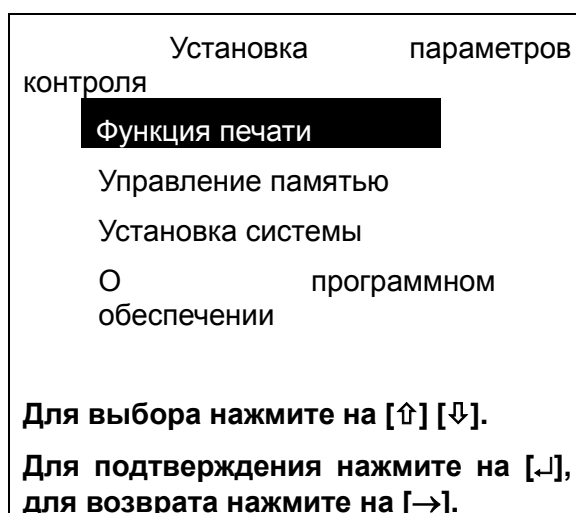 Установка параметров
контроля
Функция печати
Управление памятью
Установка системы
О программном
обеспечении
Для выбора нажмите на [⇧] [⇩].
Для подтверждения нажмите на [↵],
для возврата нажмите на [→].